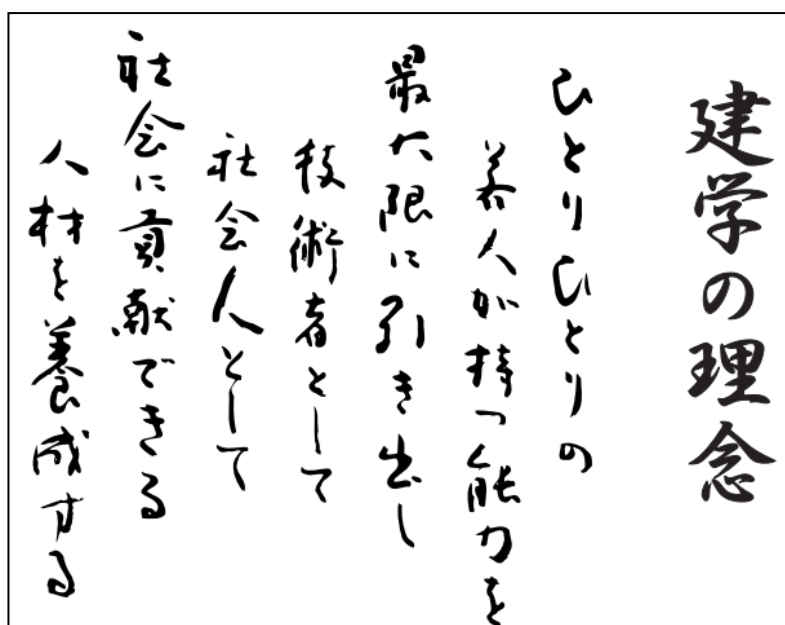 建学の理念
ひとりひとりの
若人が持つ能力を
最大限に引き出し
技術者として
社会人として
社会に貢献できる
人材を養成する